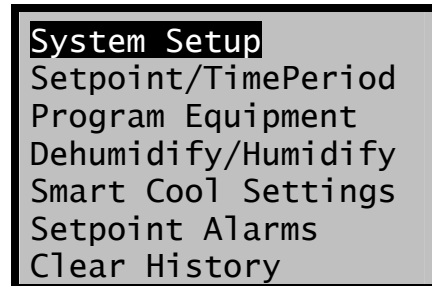 System Setup
Setpoint/TimePeriod
Program Equipment
Dehumidify/Humidify
Smart Cool Settings
Setpoint Alarms
Clear History